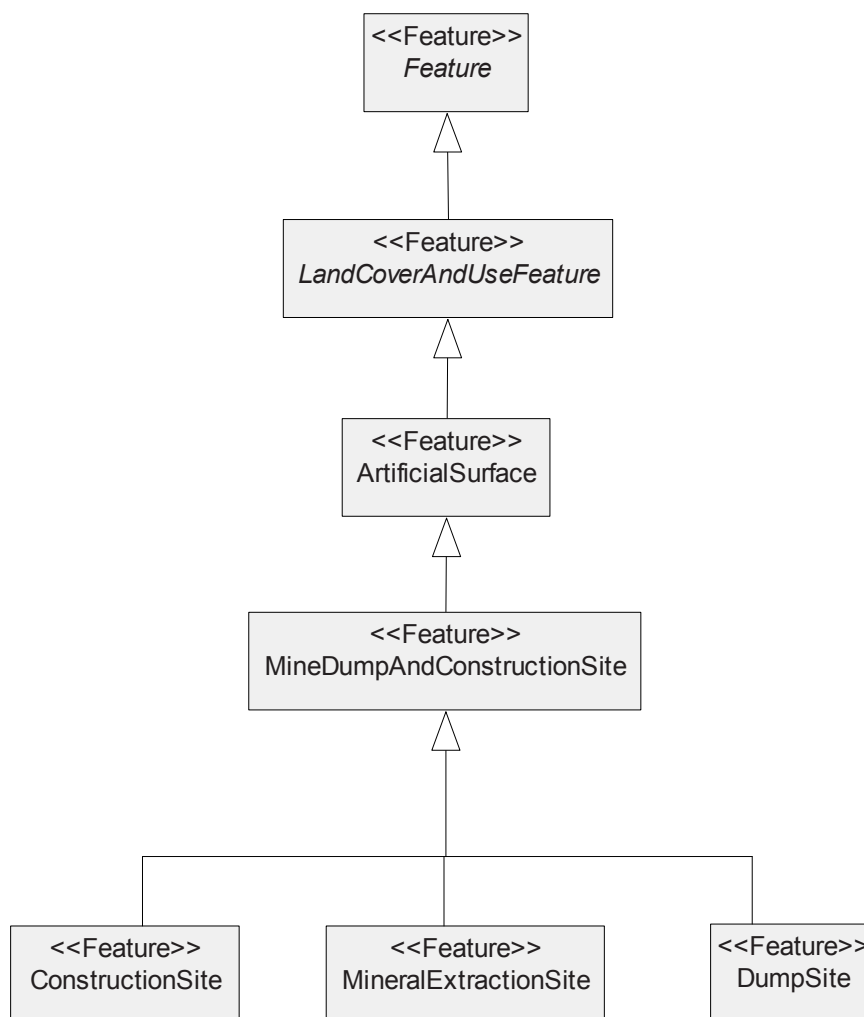 <<Feature>>
Feature
<<Feature>>
LandCoverAndUseFeature
<<Feature>>
ArtificialSurface
<<Feature>>
MineDumpAndConstructionSite
<<Feature>>
ConstructionSite
<<Feature>>
MineralExtractionSite
<<Feature>>
DumpSite